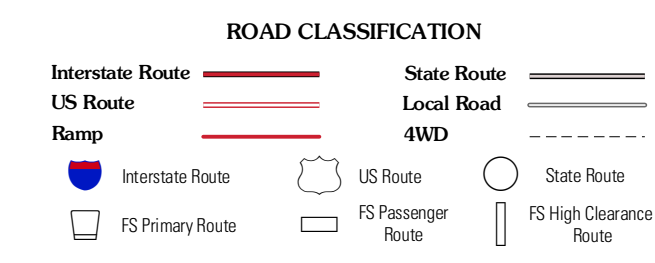 ROAD CLASSIFICATION
Interstate Route
State Route
US Route
Local Road
Ramp
4WD
Interstate Route
US Route
State Route
FS Primary Route
FS Passenger
Route
FS High Clearance
Route